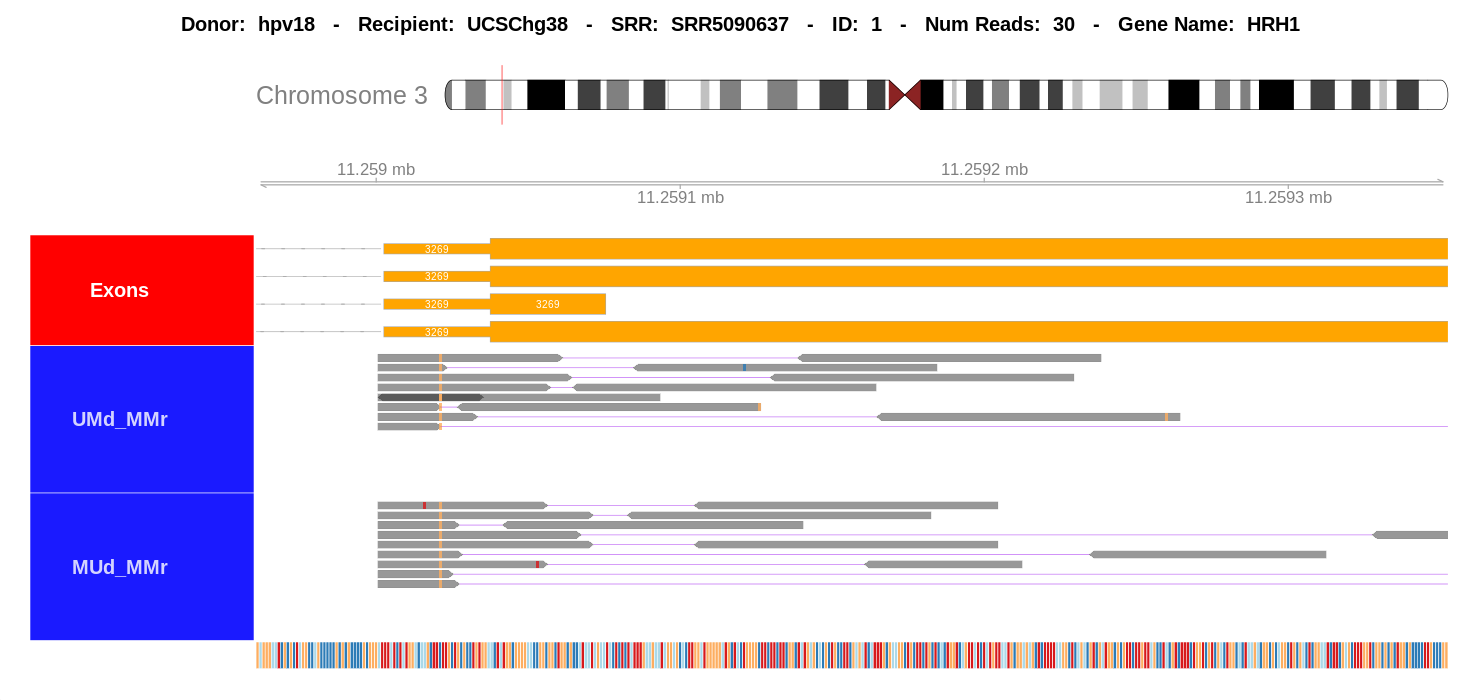 Donor: hpv18 - Recipient: UCSChg38 - SRR: SRR5090637 - ID: 1 - Num Reads: 30 - Gene Name: HRH1
Chromosome 3
11.259 mb
11.2592 mb
11.2591 mb
11.2593 mb
Exons
3269
3269
3269 3269
3269
UMd_MMr
MUd_MMr